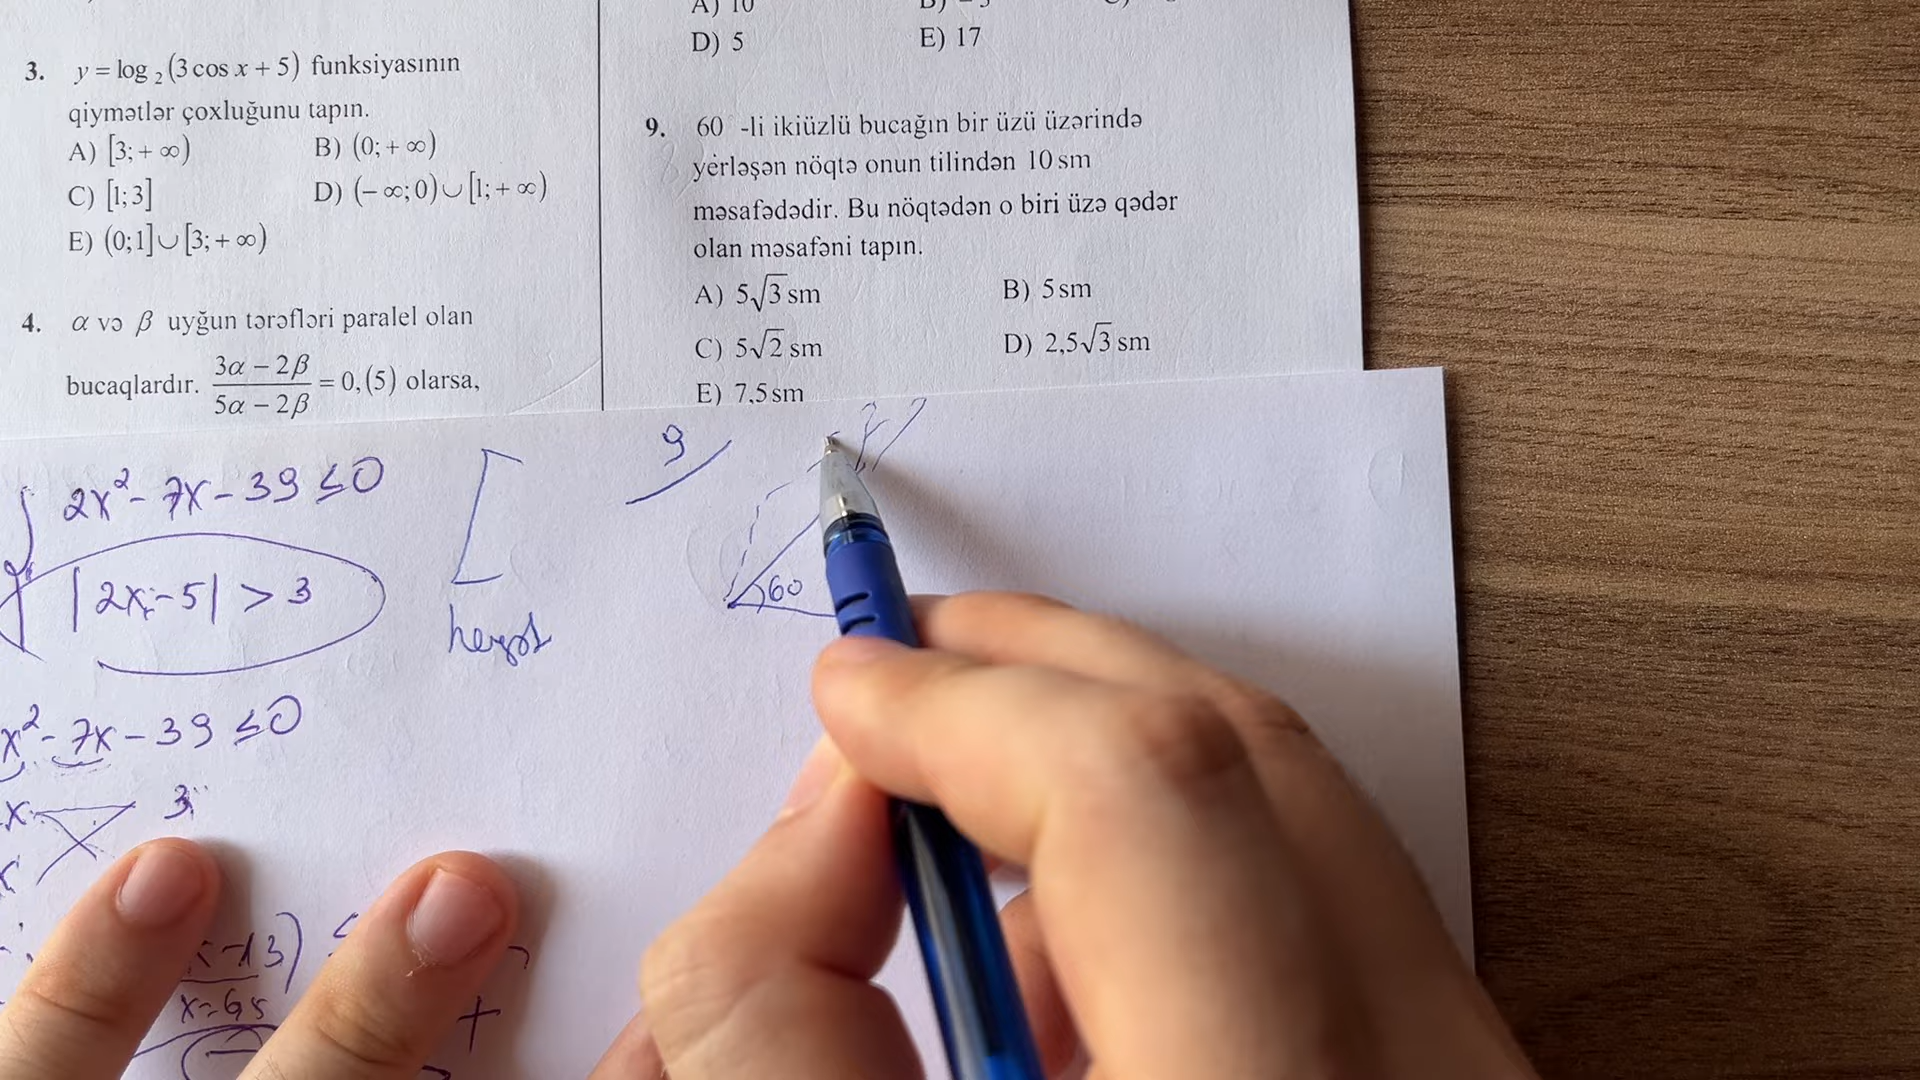 3. y = log₂(3 cos x + 5) funksiyasının
qiymətlər çoxluğunu tapın.
A) [3; + ∞) B) (0; + ∞)
C) [1; 3] D) (− ∞; 0) ∪ [1; + ∞)
E) (0; 1] ∪ [3; + ∞)
4. α və β uyğun tərəfləri paralel olan
bucaqlardır. (3α − 2β)/(5α − 2β) = 0,(5) olarsa,
A) 10
D) 5 E) 17
9. 60 -li ikiüzlü bucağın bir üzü üzərində
yerləşən nöqtə onun tilindən 10 sm
məsafədədir. Bu nöqtədən o biri üzə qədər
olan məsafəni tapın.
A) 5√3 sm B) 5 sm
C) 5√2 sm D) 2,5√3 sm
E) 7,5 sm
2x² - 7x - 39 ≤ 0
|2x - 5| > 3
x² - 7x - 39 ≤ 0
x 3
x - 13)
+
9
60